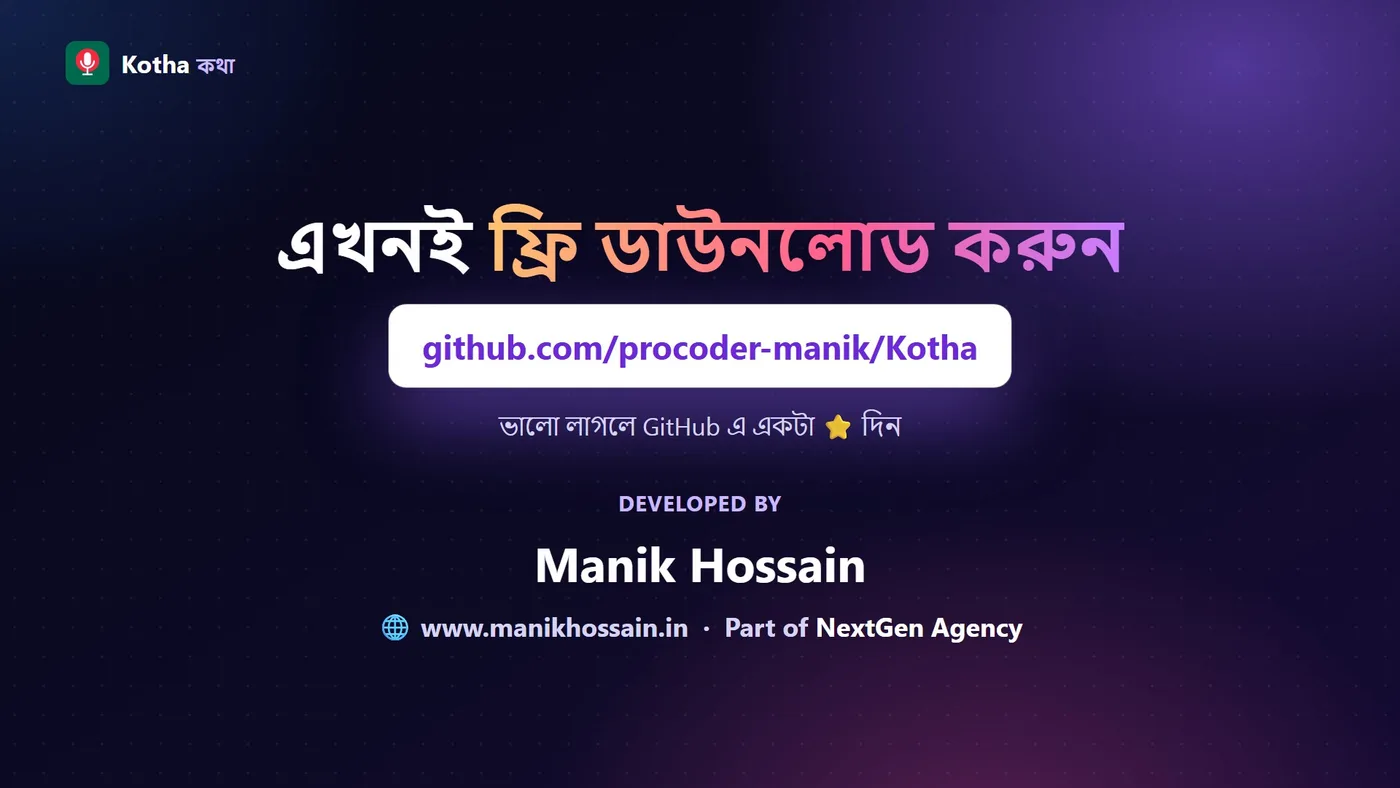 Kotha কথা
এখনই ফ্রি ডাউনলোড করুন
github.com/procoder-manik/Kotha
ভালো লাগলে GitHub এ একটা ⭐ দিন
DEVELOPED BY
Manik Hossain
🌐 www.manikhossain.in · Part of NextGen Agency